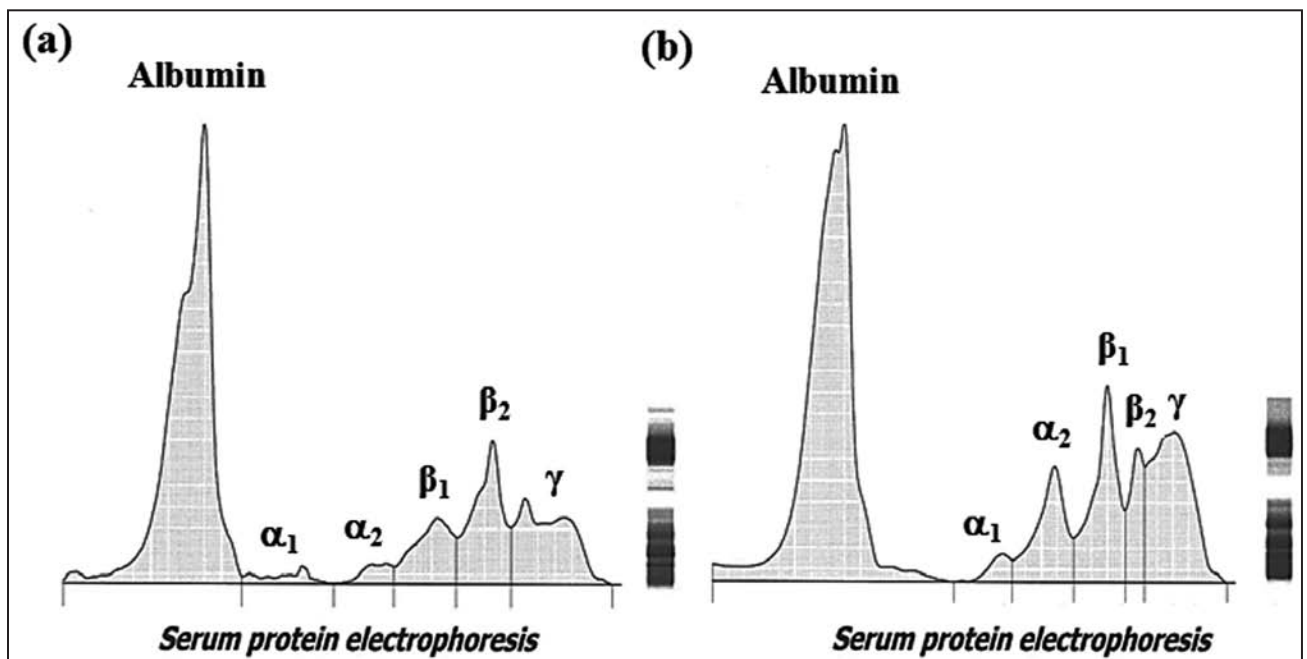 (a)
Albumin
α₁
α₂
β₁
β₂
γ
Serum protein electrophoresis
(b)
Albumin
α₁
α₂
β₁
β₂
γ
Serum protein electrophoresis